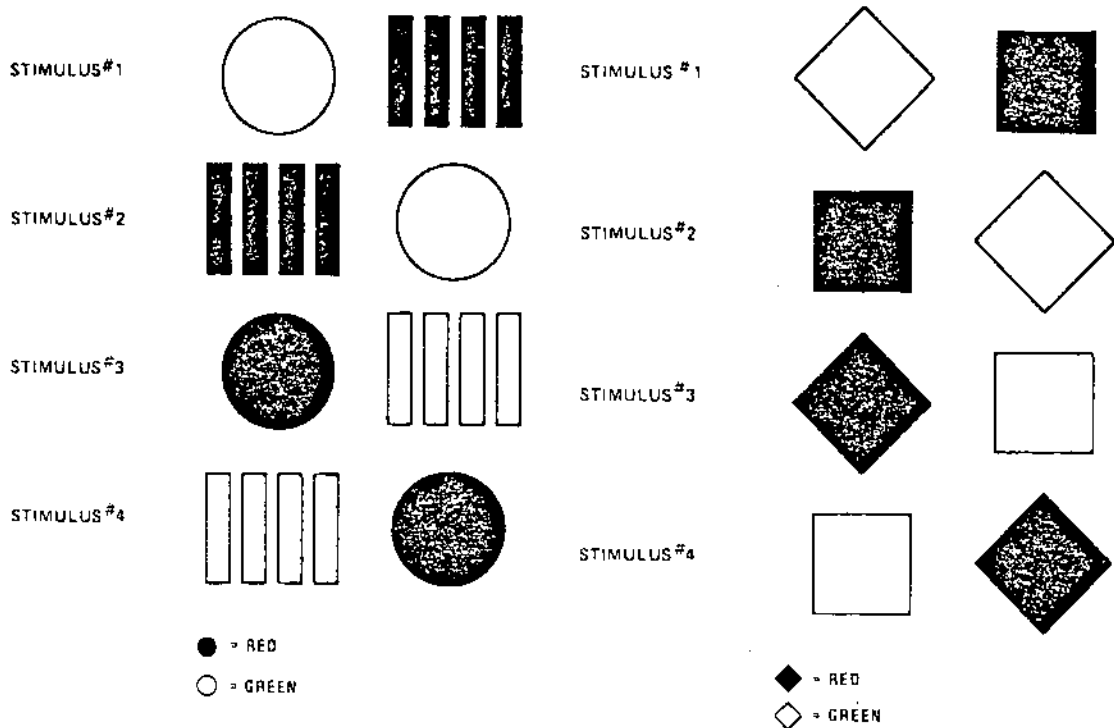 STIMULUS #1
STIMULUS #2
STIMULUS #3
STIMULUS #4
= RED
= GREEN
STIMULUS #1
STIMULUS #2
STIMULUS #3
STIMULUS #4
= RED
= GREEN